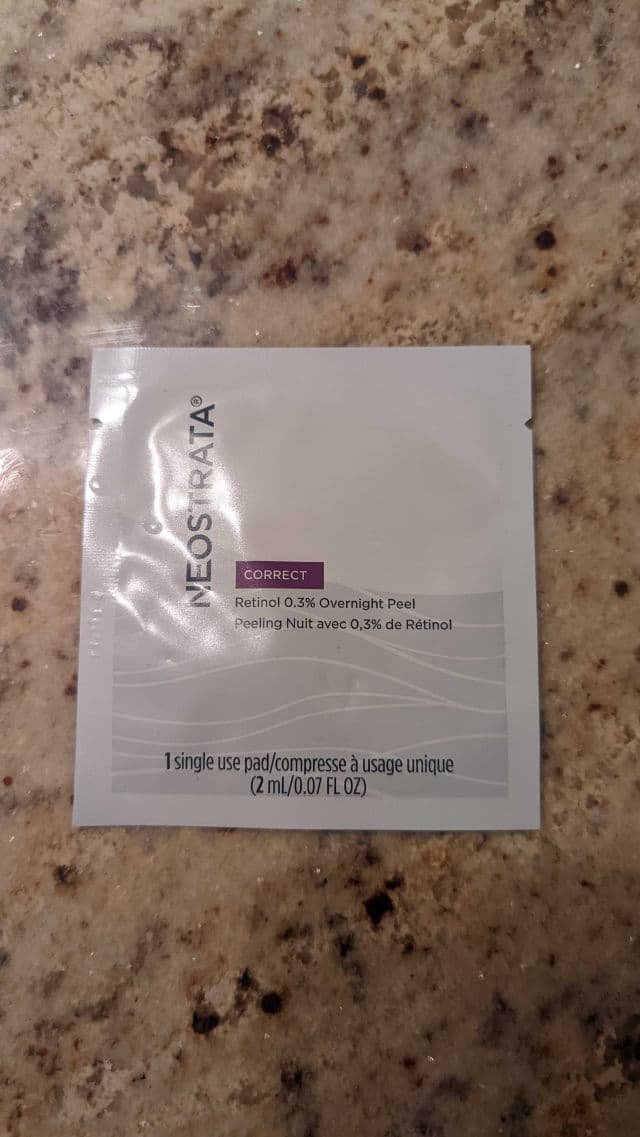 NEOSTRATA®
CORRECT
Retinol 0.3% Overnight Peel
Peeling Nuit avec 0,3% de Rétinol
1 single use pad/compresse à usage unique
(2 mL/0.07 FL OZ)